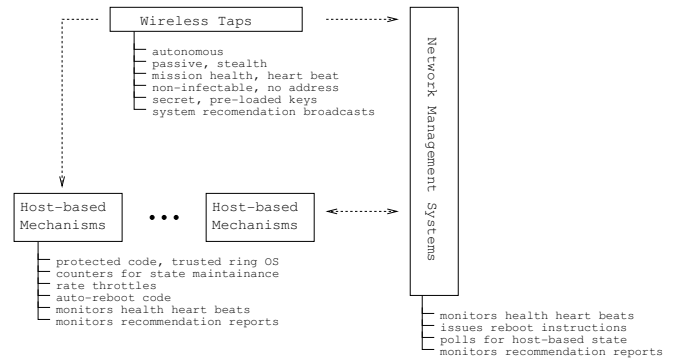 Wireless Taps
autonomous
passive, stealth
mission health, heart beat
non-infectable, no address
secret, pre-loaded keys
system recomendation broadcasts
Network Management Systems
Host-based
Mechanisms
Host-based
Mechanisms
protected code, trusted ring OS
counters for state maintainance
rate throttles
auto-reboot code
monitors health heart beats
monitors recommendation reports
monitors health heart beats
issues reboot instructions
polls for host-based state
monitors recommendation reports